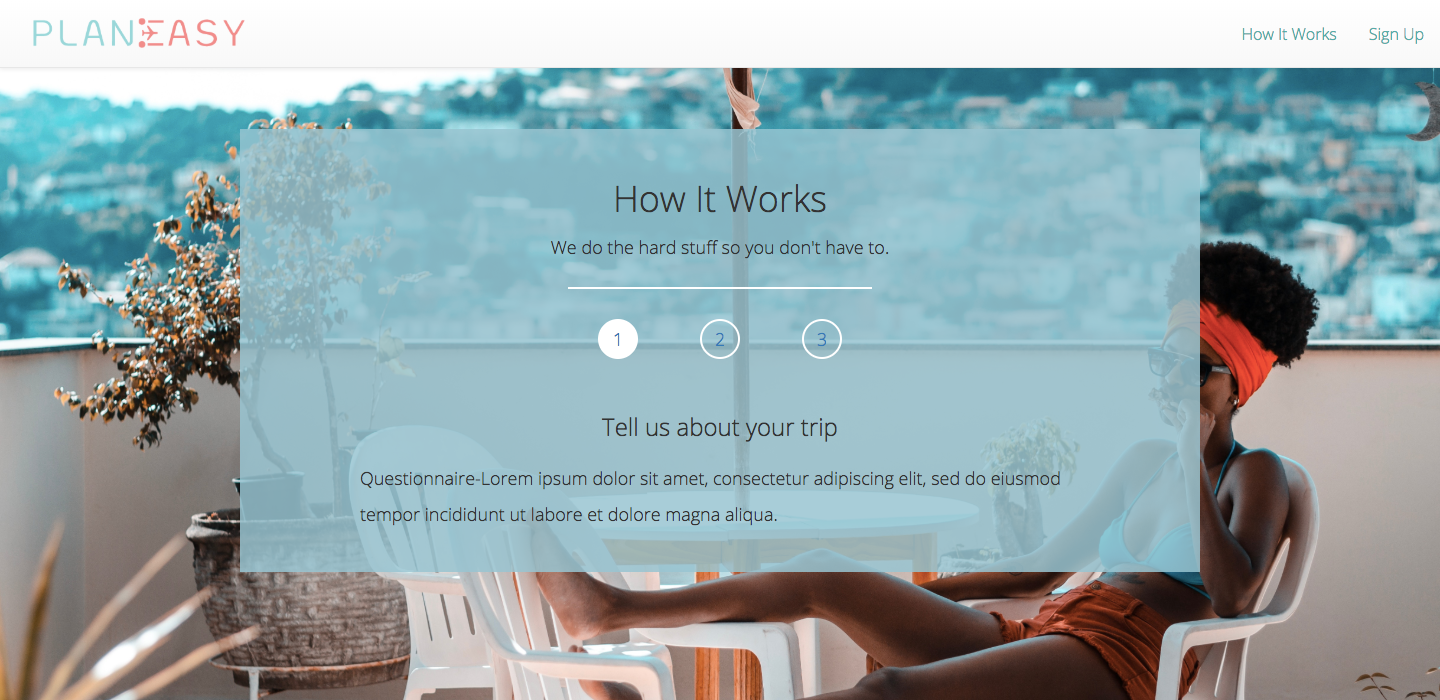 PLANEASY
How It Works
Sign Up
How It Works
We do the hard stuff so you don't have to.
1
2
3
Tell us about your trip
Questionnaire-Lorem ipsum dolor sit amet, consectetur adipiscing elit, sed do eiusmod
tempor incididunt ut labore et dolore magna aliqua.